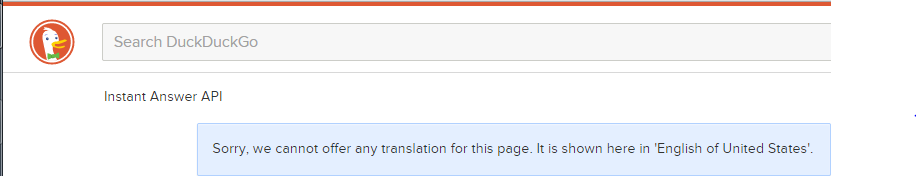 Search DuckDuckGo
Instant Answer API
Sorry, we cannot offer any translation for this page. It is shown here in 'English of United States'.